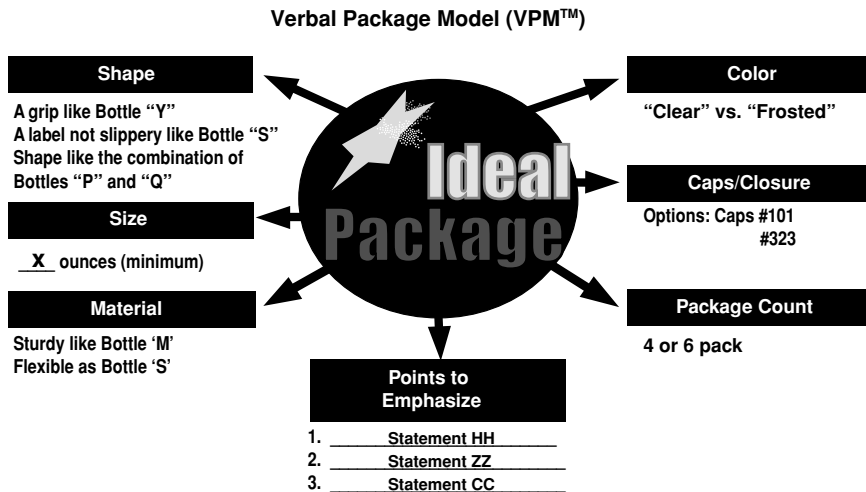 Verbal Package Model (VPM™)
Shape
A grip like Bottle “Y”
A label not slippery like Bottle “S”
Shape like the combination of
Bottles “P” and “Q”
Size
__X__ ounces (minimum)
Material
Sturdy like Bottle ‘M’
Flexible as Bottle ‘S’
Ideal
Package
Points to
Emphasize
1. Statement HH
2. Statement ZZ
3. Statement CC
Color
“Clear” vs. “Frosted”
Caps/Closure
Options: Caps #101
#323
Package Count
4 or 6 pack